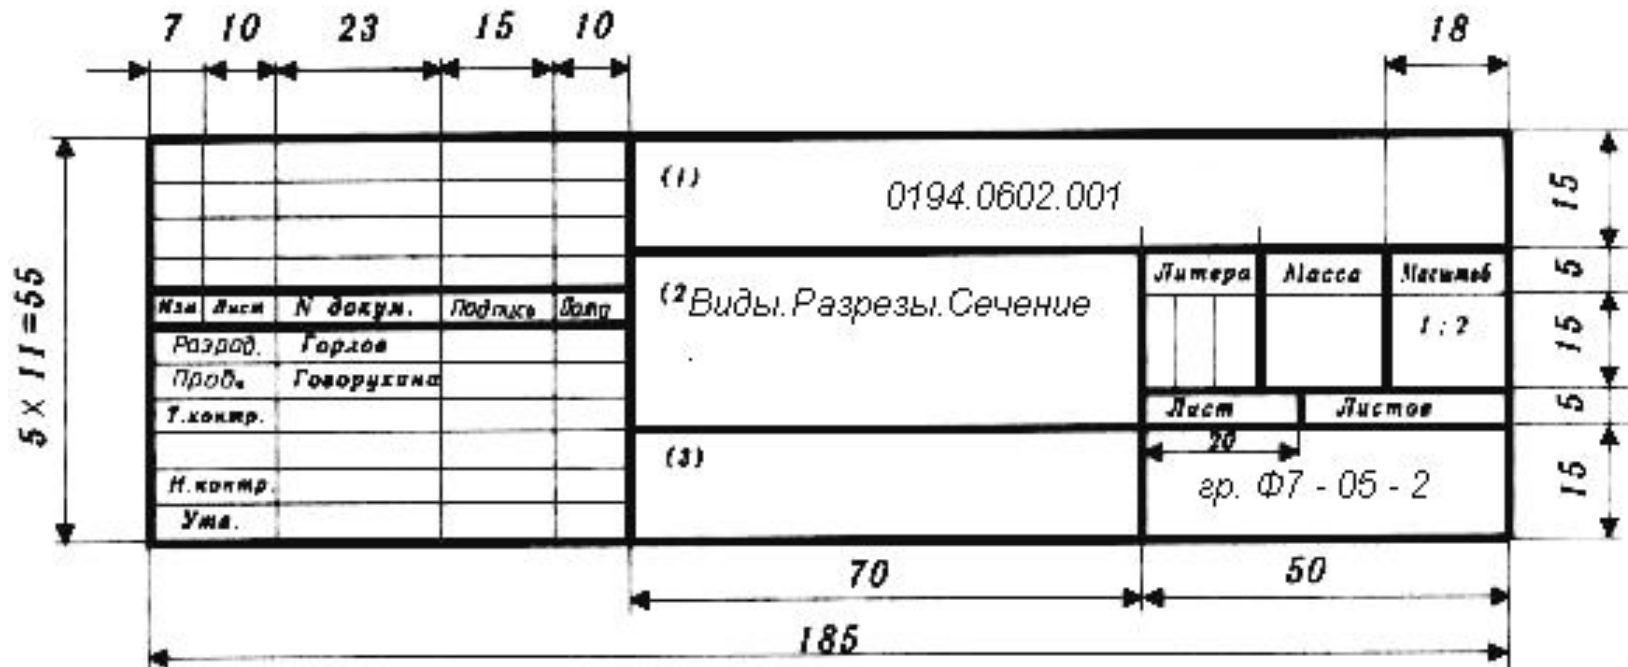 7 10 23 15 10 18
(1) 0194.0602.001
15
5 x 11=55
(2 Виды.Разрезы.Сечение
Литера Масса Масштаб
5
Изм Лист N докум. Подпись Дата
1 : 2
15
Разраб. Горлов
Пров. Говорухина
Т.контр.
Лист Листов
5
20
(3)
гр. Ф7 - 05 - 2
15
Н.контр.
Утв.
70 50
185